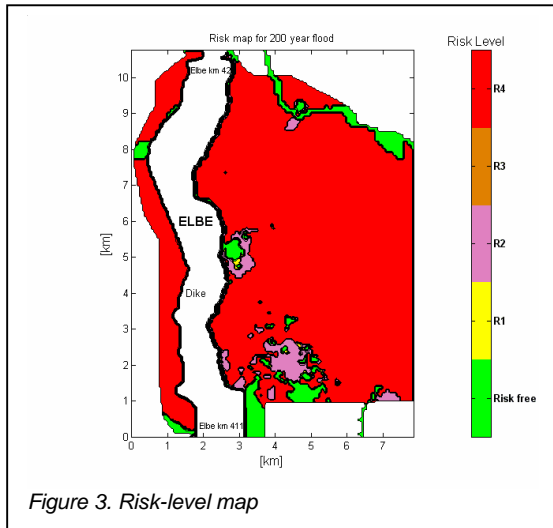 Risk map for 200 year flood
Risk Level
10
9
8
7
6
5
4
3
2
1
0
[km]
Elbe km 42
ELBE
Dike
Elbe km 411
0 1 2 3 4 5 6 7
[km]
R4
R3
R2
R1
Risk free
Figure 3. Risk-level map